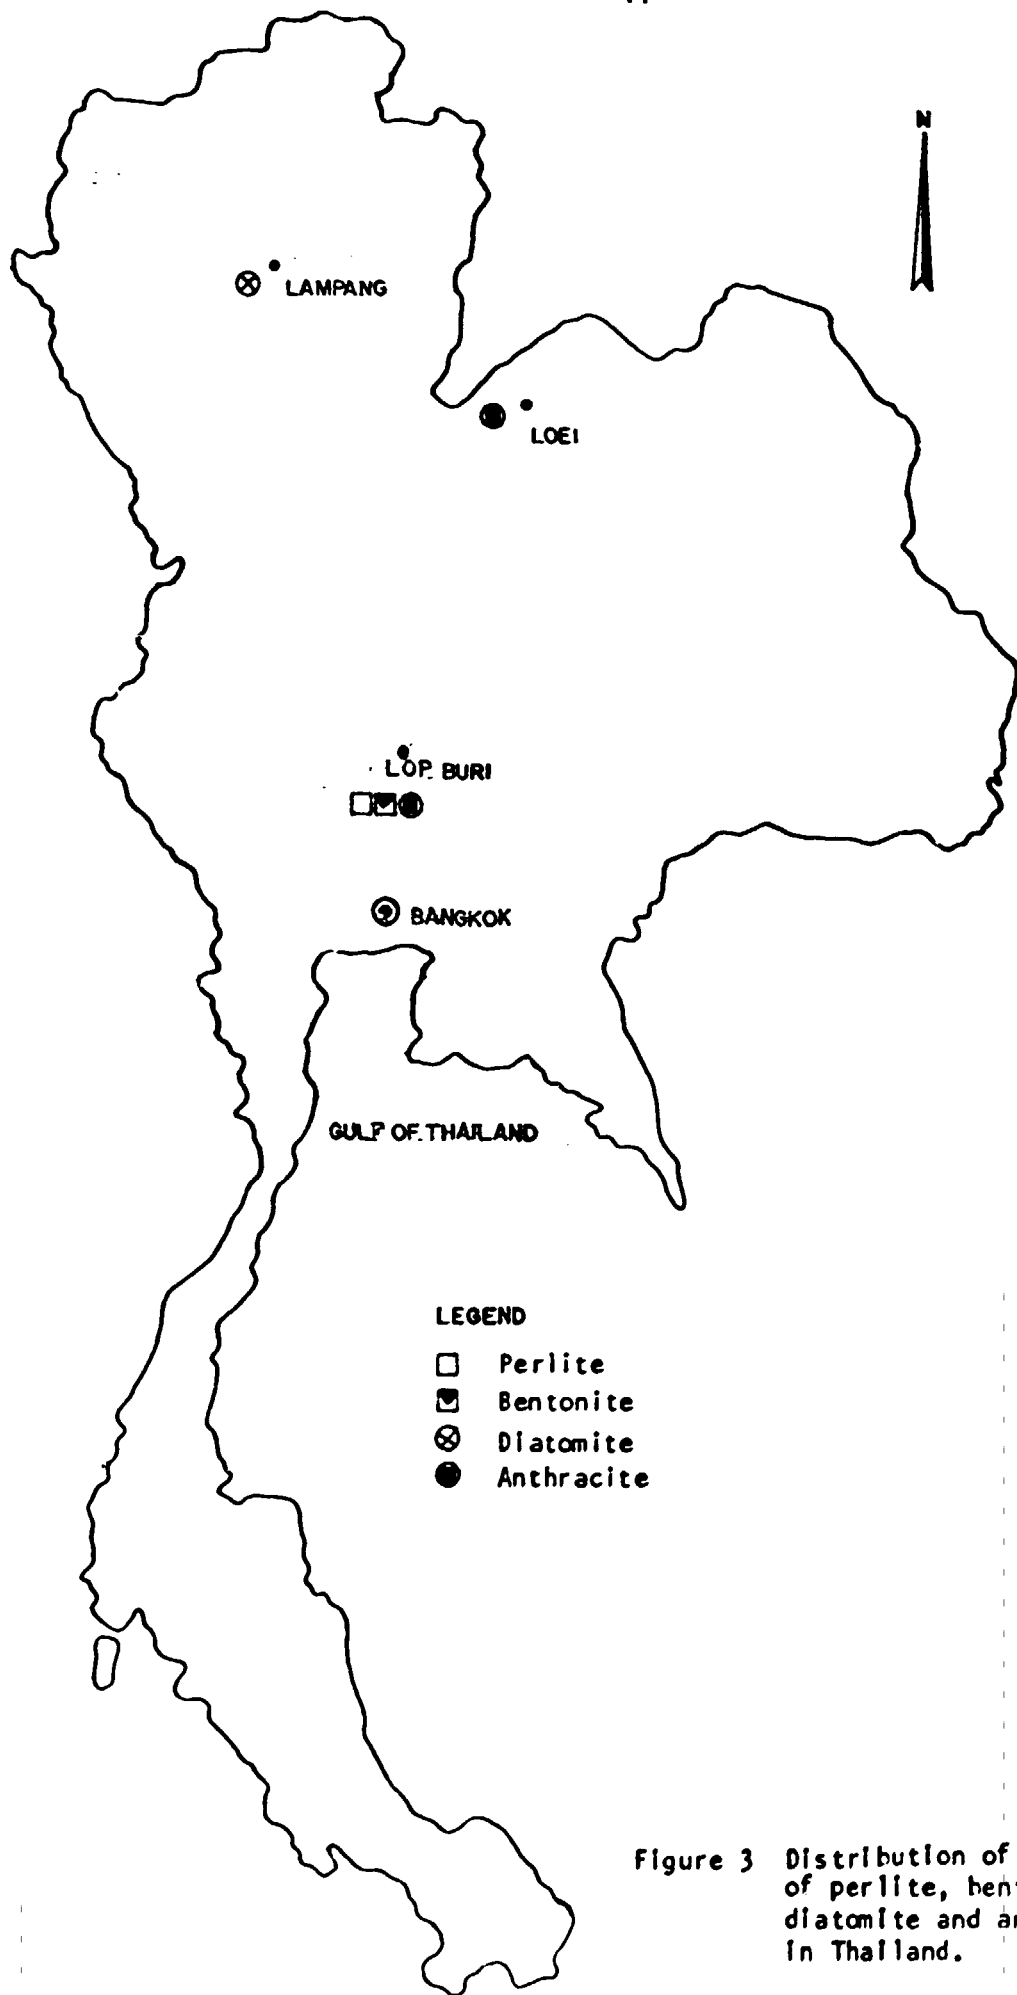 N
LAMPANG
LOEI
LOP BURI
BANGKOK
GULF OF THAILAND
LEGEND
Perlite
Bentonite
Diatomite
Anthracite
Figure 3 Distribution of
of perlite,
diatomite and
in Thailand.